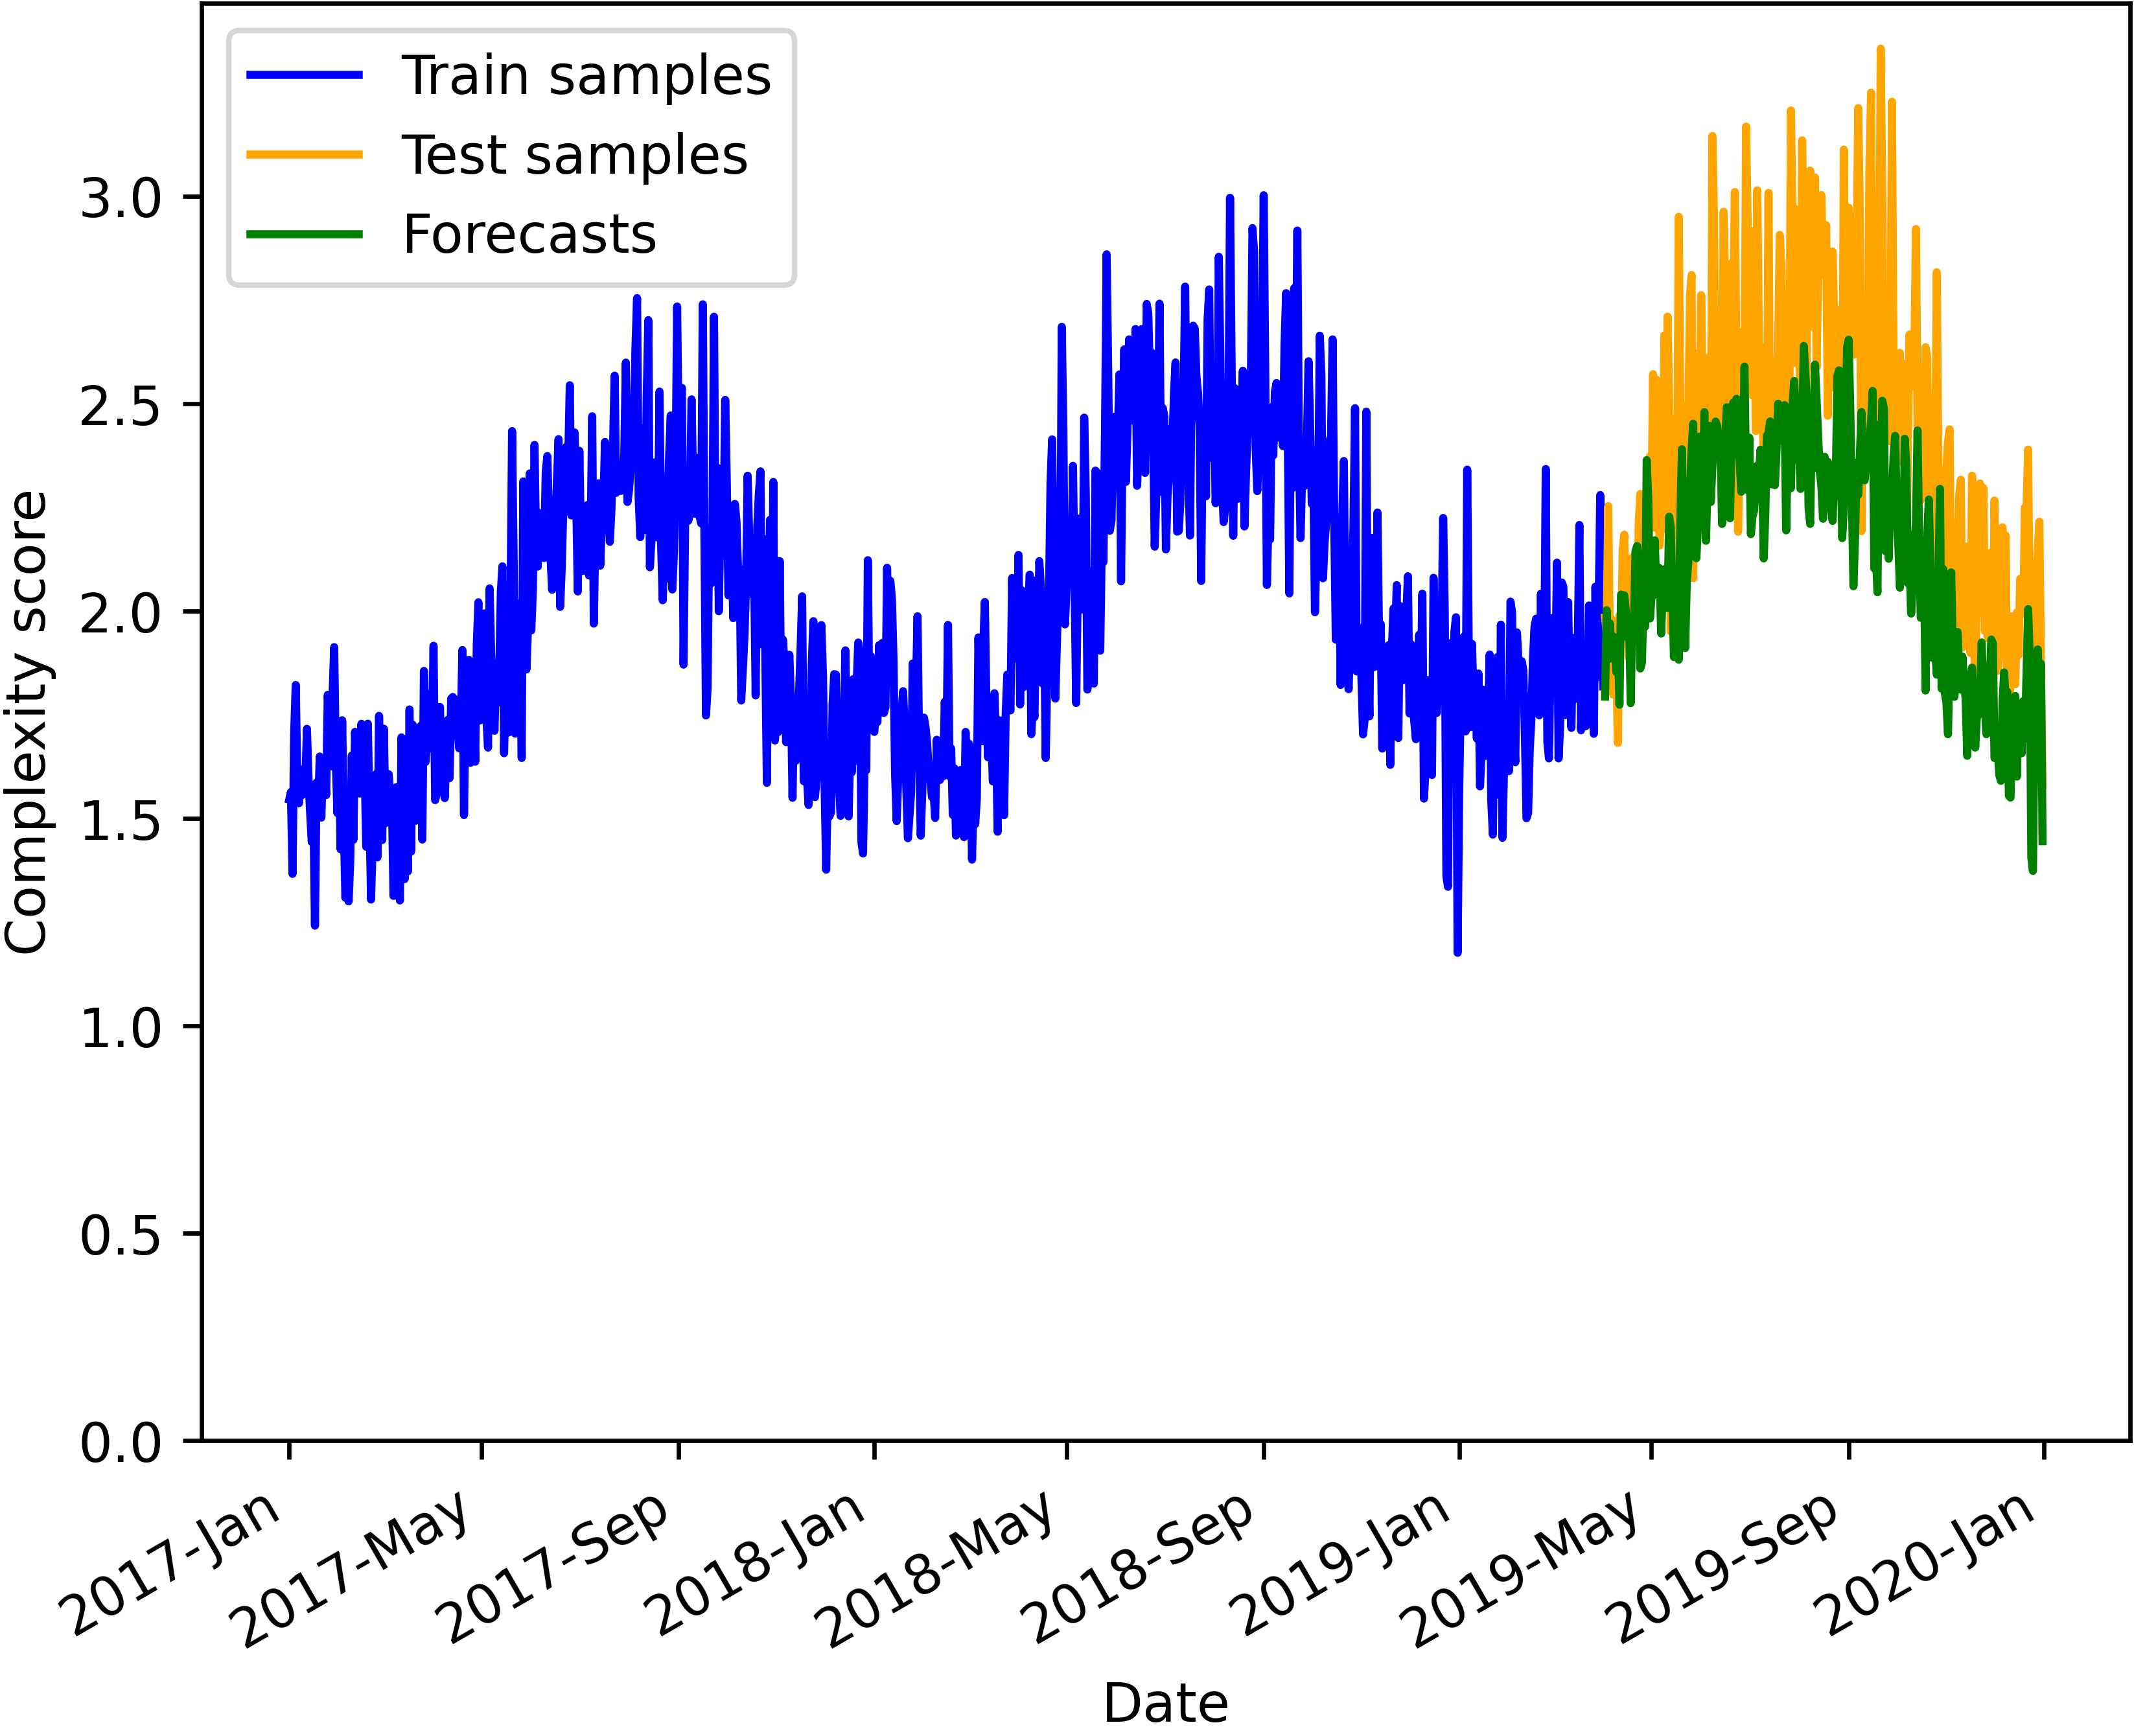 Train samples
Test samples
Forecasts
Complexity score
3.0
2.5
2.0
1.5
1.0
0.5
0.0
2017-Jan
2017-May
2017-Sep
2018-Jan
2018-May
2018-Sep
2019-Jan
2019-May
2019-Sep
2020-Jan
Date